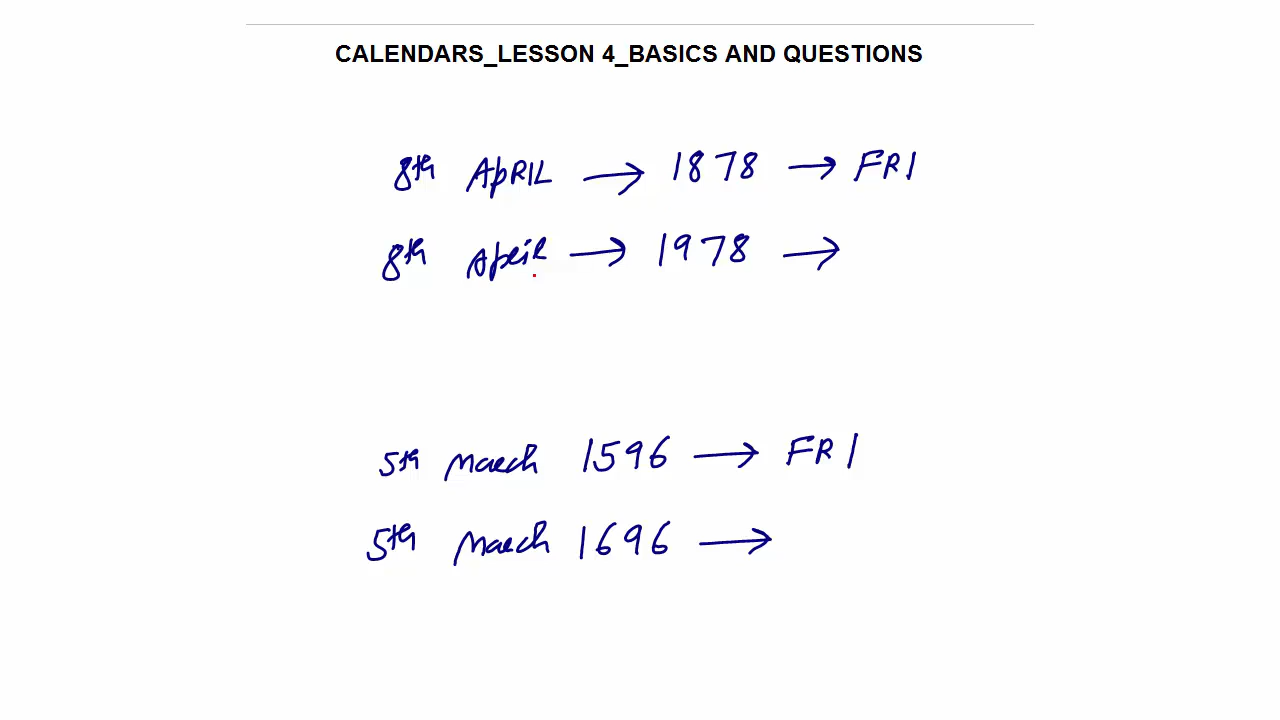 CALENDARS_LESSON 4_BASICS AND QUESTIONS
8th APRIL → 1878 → FRI
8th April → 1978 →
5th March 1596 → FRI
5th March 1696 →